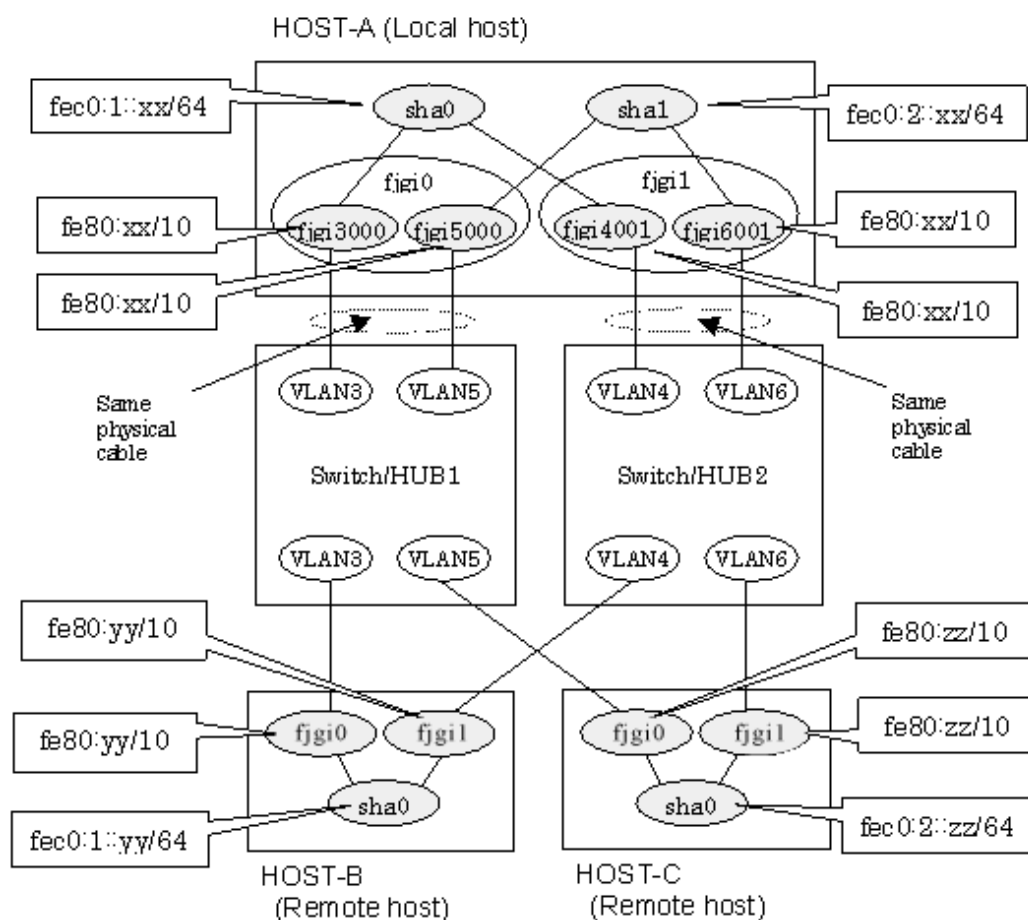 HOST-A (Local host)
fec0:1::xx/64
sha0
sha1
fec0:2::xx/64
fjgi0
fjgi1
fe80:xx/10
fjgi3000
fjgi5000
fjgi4001
fjgi6001
fe80:xx/10
fe80:xx/10
fe80:xx/10
Same
physical
cable
VLAN3
VLAN5
VLAN4
VLAN6
Same
physical
cable
Switch/HUB1
Switch/HUB2
VLAN3
VLAN5
VLAN4
VLAN6
fe80:yy/10
fe80:zz/10
fe80:yy/10
fjgi0
fjgi1
fjgi0
fjgi1
fe80:zz/10
sha0
sha0
fec0:1::yy/64
fec0:2::zz/64
HOST-B
(Remote host)
HOST-C
(Remote host)